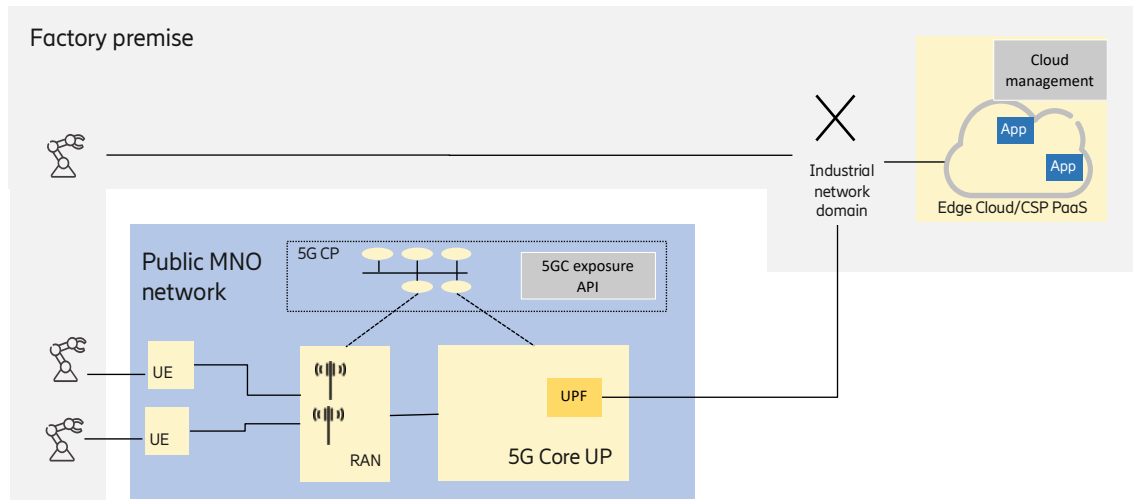 Factory premise
Cloud
management
App
App
Industrial
network
domain
Edge Cloud/CSP PaaS
Public MNO
network
5G CP
5GC exposure
API
UE
UE
RAN
UPF
5G Core UP